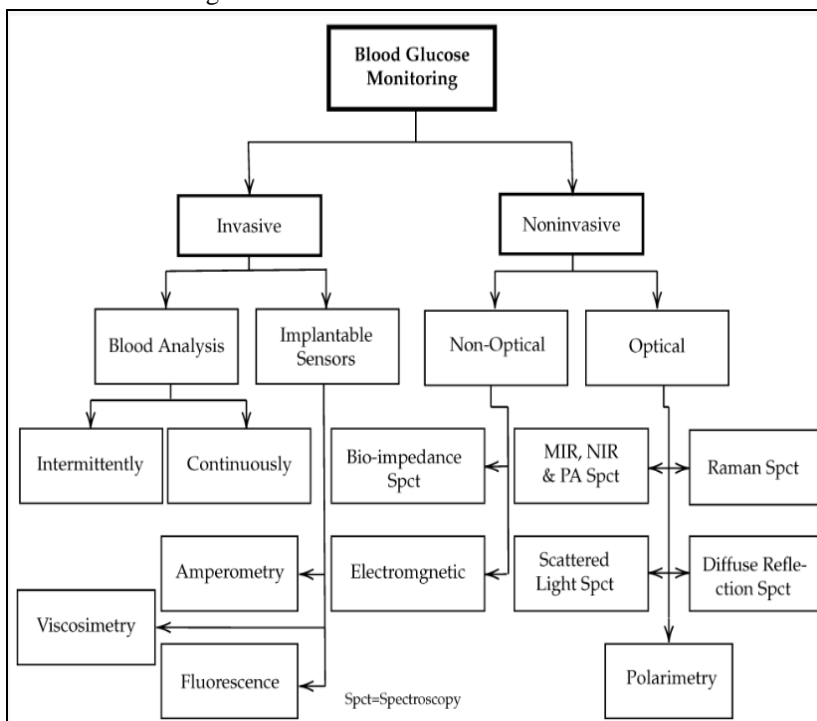 Blood Glucose
Monitoring
Invasive
Noninvasive
Blood Analysis
Implantable
Sensors
Non-Optical
Optical
Intermittently
Continuously
Bio-impedance
Spct
MIR, NIR
& PA Spct
Raman Spct
Amperometry
Electromgnetic
Scattered
Light Spct
Diffuse Refle-
ction Spct
Viscosimetry
Fluorescence
Polarimetry
Spct=Spectroscopy